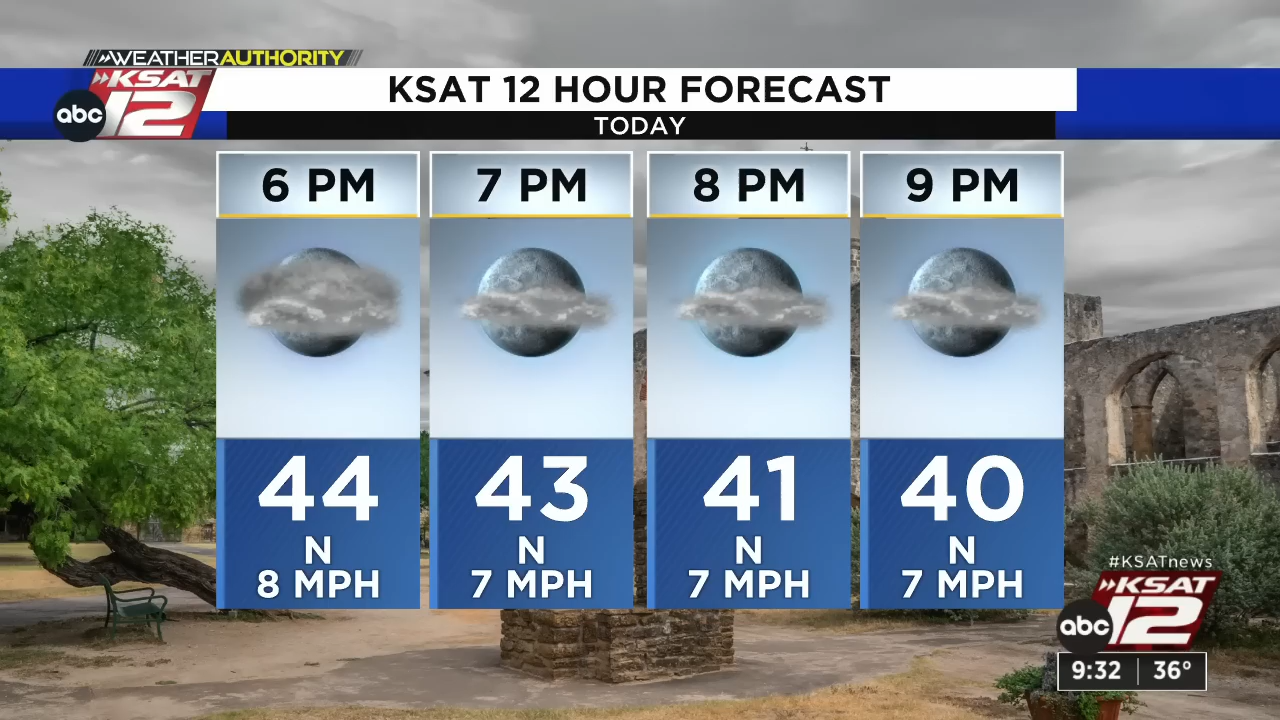 WEATHERAUTHORITY
KSAT
abc 12
KSAT 12 HOUR FORECAST
TODAY
6 PM 7 PM 8 PM 9 PM
44 43 41 40
N N N N
8 MPH 7 MPH 7 MPH 7 MPH
#KSATnews
KSAT
abc 12
9:32 36°